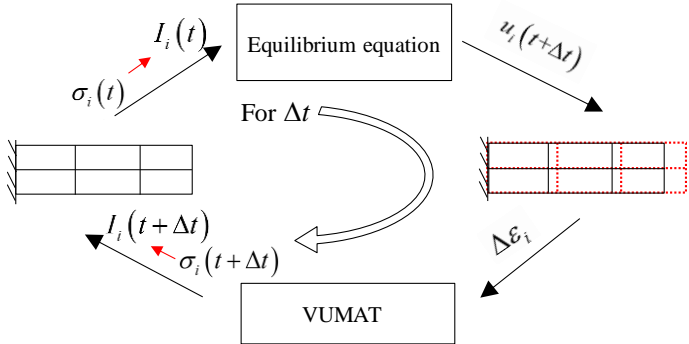 I_i(t)
Equilibrium equation
u_i(t+Δt)
σ_i(t)
For Δt
I_i(t + Δt)
σ_i(t + Δt)
Δε_i
VUMAT